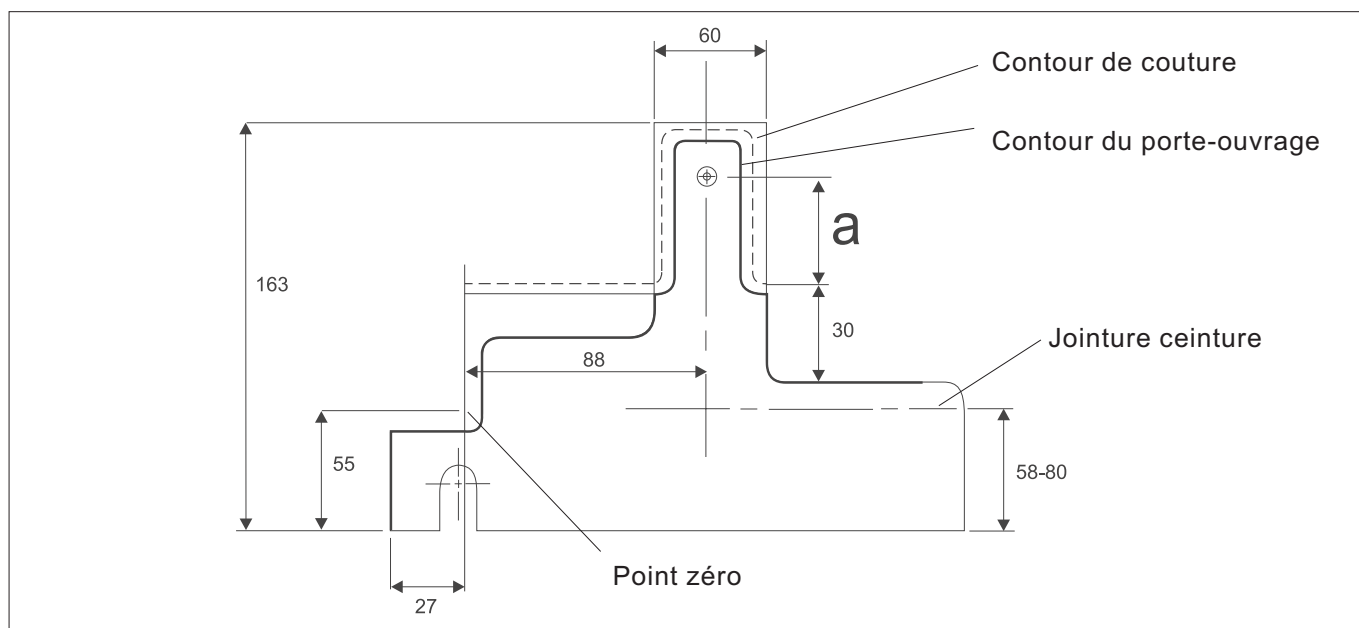 60
Contour de couture
Contour du porte-ouvrage
a
163
30
Jointure ceinture
88
55
58-80
Point zéro
27